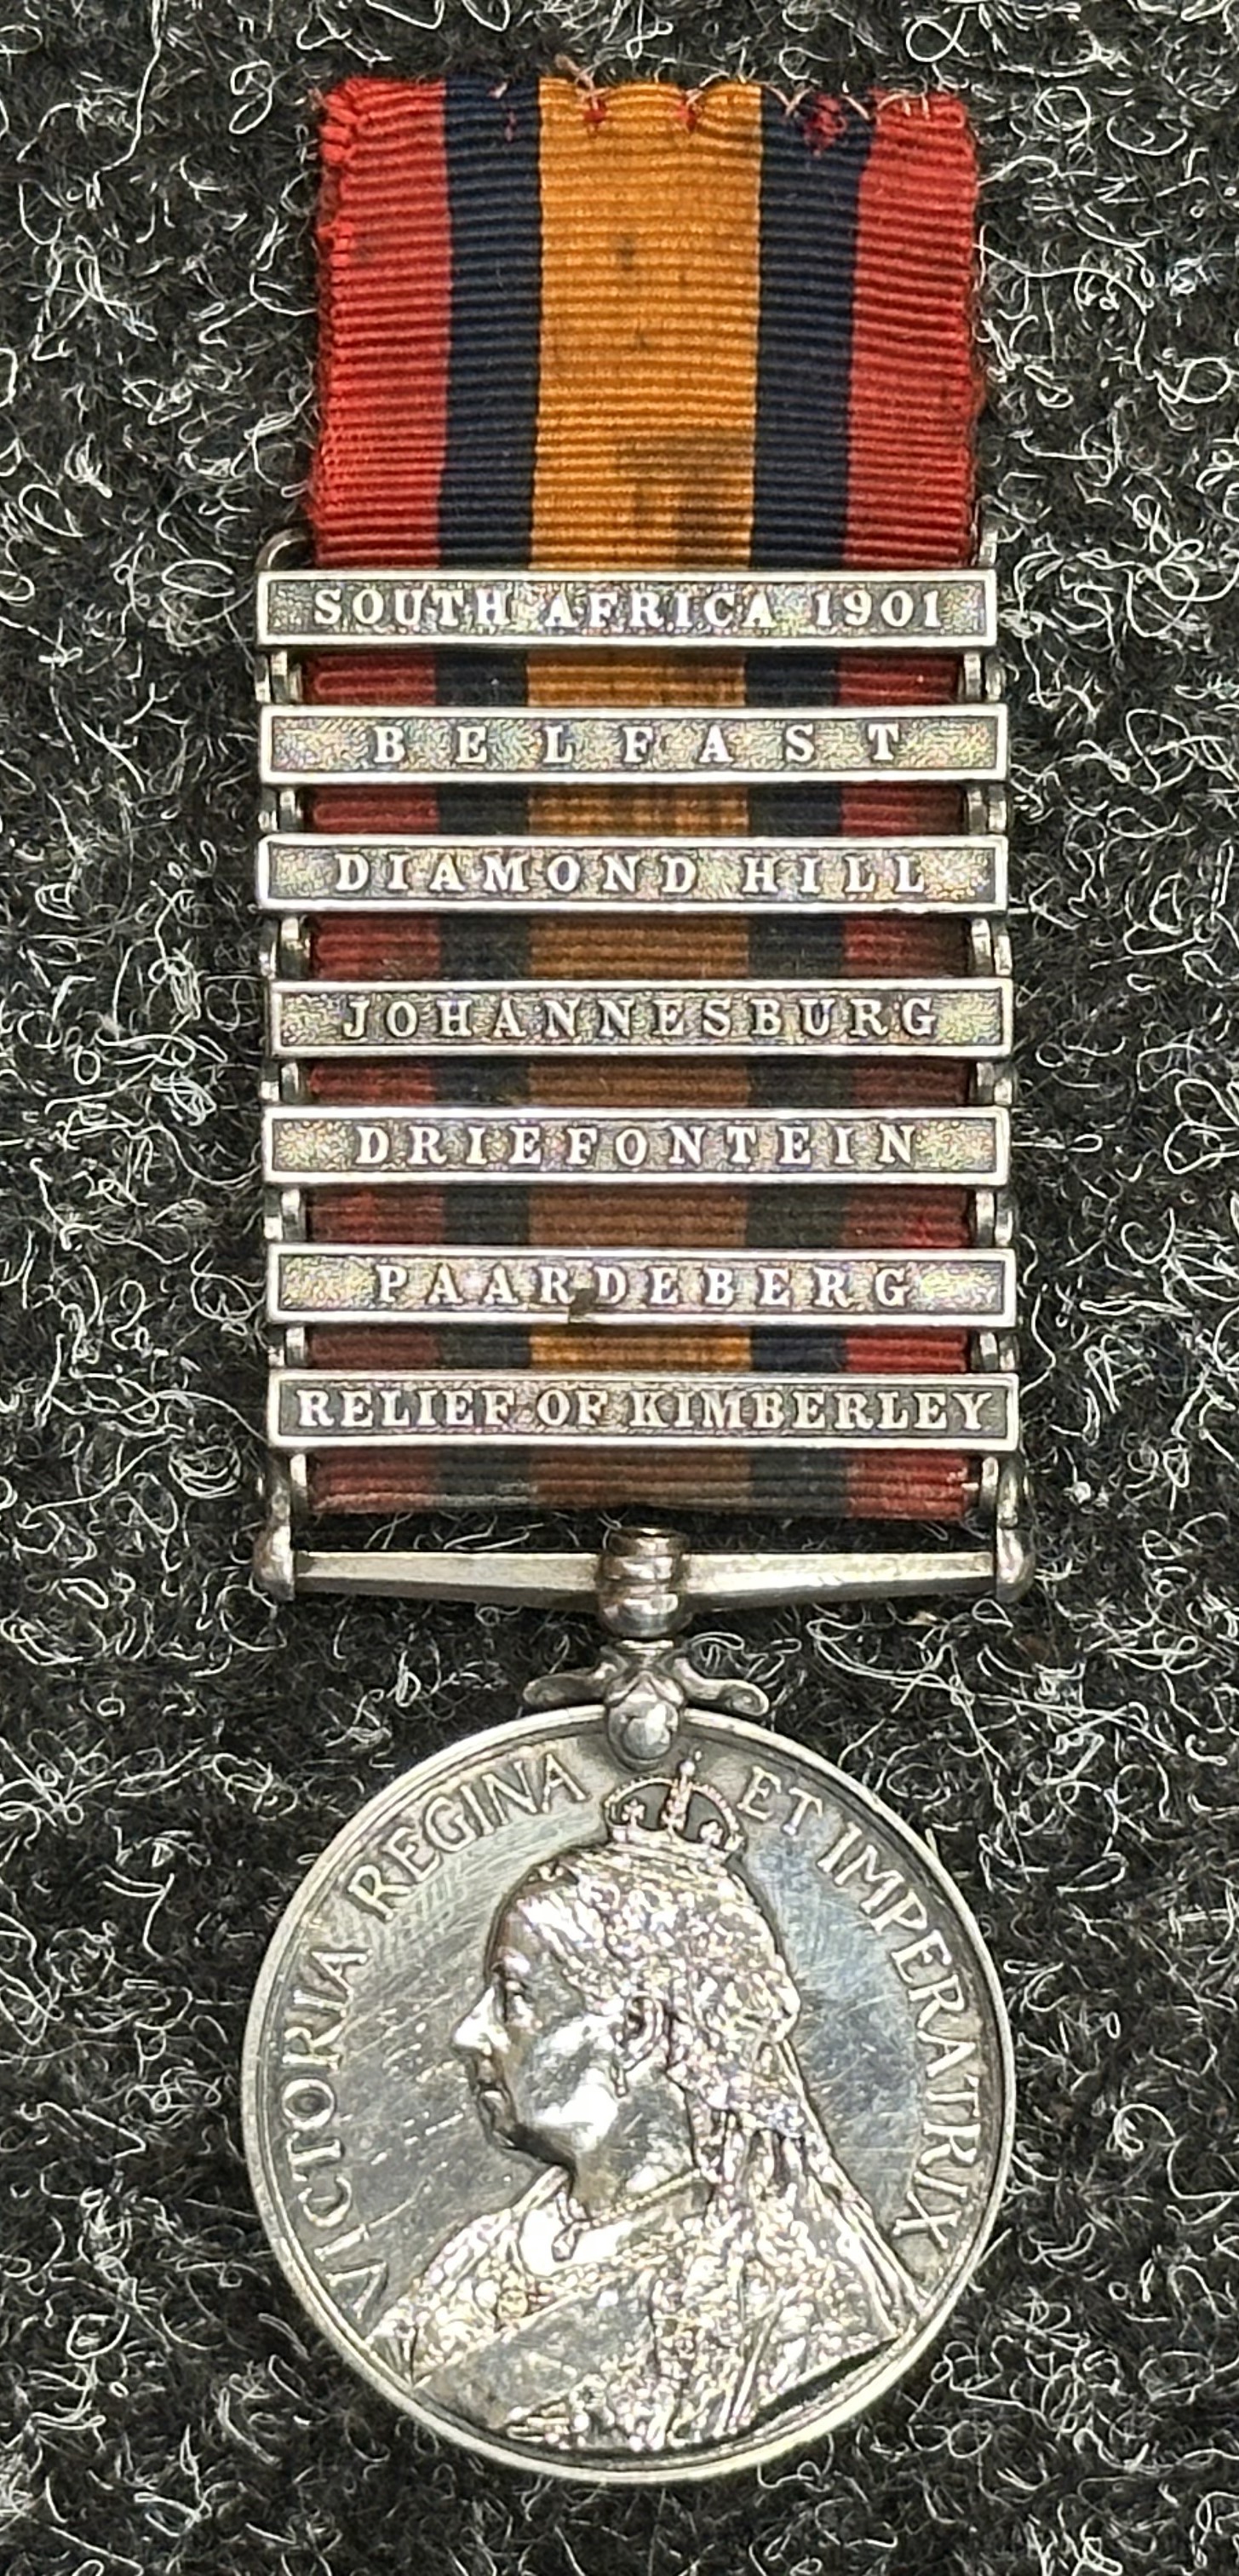 SOUTH AFRICA 1901
BELFAST
DIAMOND HILL
JOHANNESBURG
DRIEFONTEIN
PAARDEBERG
RELIEF OF KIMBERLEY
VICTORIA REGINA ET IMPERATRIX